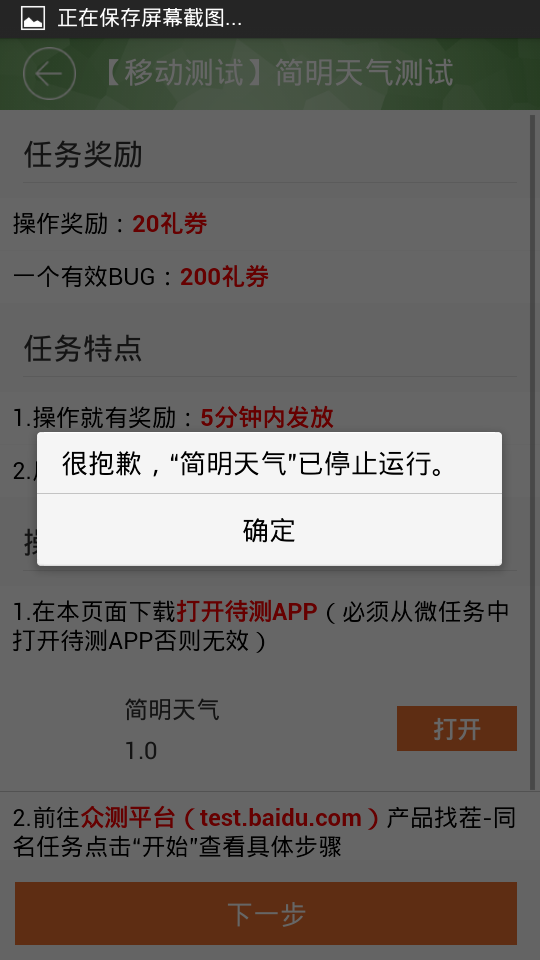 正在保存屏幕截图...
【移动测试】简明天气测试
任务奖励
操作奖励：20礼券
一个有效BUG：200礼券
任务特点
1.操作就有奖励：5分钟内发放
2.
很抱歉，“简明天气”已停止运行。
确定
1.在本页面下载打开待测APP（必须从微任务中
打开待测APP否则无效）
简明天气
1.0
打开
2.前往众测平台（test.baidu.com）产品找茬-同
名任务点击“开始”查看具体步骤
下一步